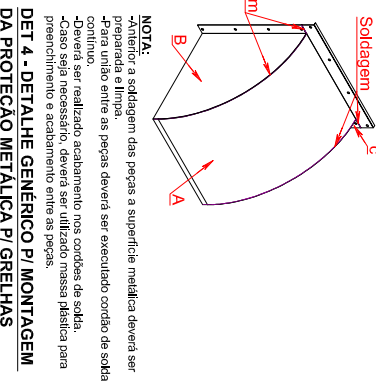 Soldagem
m
C
B
A
NOTA:
-Anterior a soldagem das peças a superfície metálica deverá ser
preparada e limpa.
-Para união entre as peças deverá ser executado cordão de solda
contínuo.
-Deverá ser realizado acabamento nos cordões de solda.
-Caso seja necessário, deverá ser utilizado massa plástica para
preenchimento e acabamento entre as peças.
DET 4 - DETALHE GENÉRICO P/ MONTAGEM
DA PROTEÇÃO METÁLICA P/ GRELHAS